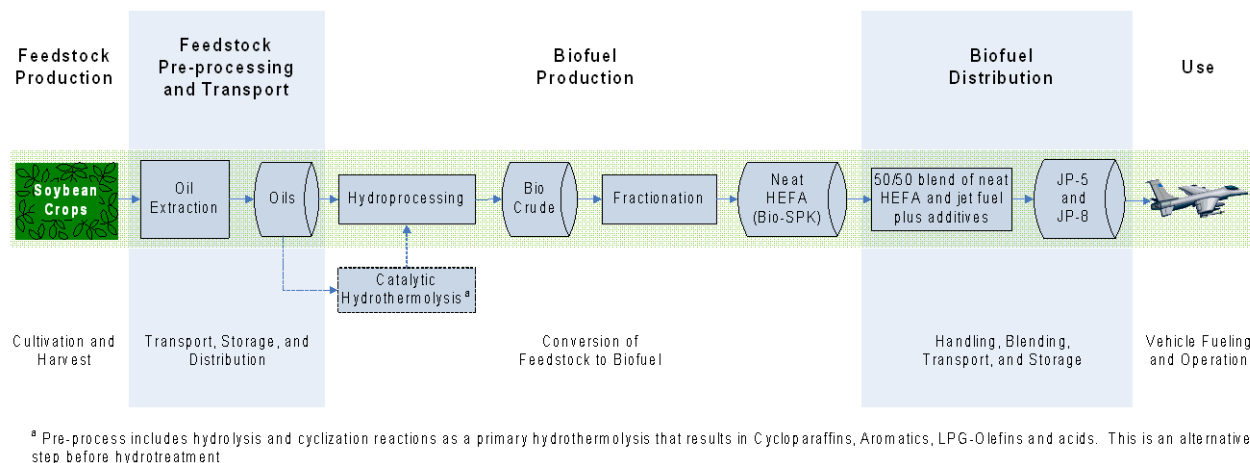 Feedstock
Production
Feedstock
Pre-processing
and Transport
Biofuel
Production
Biofuel
Distribution
Use
Soybean
Crops
Oil
Extraction
Oils
Hydroprocessing
Bio
Crude
Fractionation
Neat
HEFA
(Bio-SPK)
50/50 blend of neat
HEFA and jet fuel
plus additives
JP-5
and
JP-8
Catalytic
Hydrothermolysis a
Cultivation and
Harvest
Transport, Storage, and
Distribution
Conversion of
Feedstock to Biofuel
Handling, Blending,
Transport, and Storage
Vehicle Fueling
and Operation
a Pre-process includes hydrolysis and cyclization reactions as a primary hydrothermolysis that results in Cycloparaffins, Aromatics, LPG-Olefins and acids. This is an alternative
step before hydrotreatment